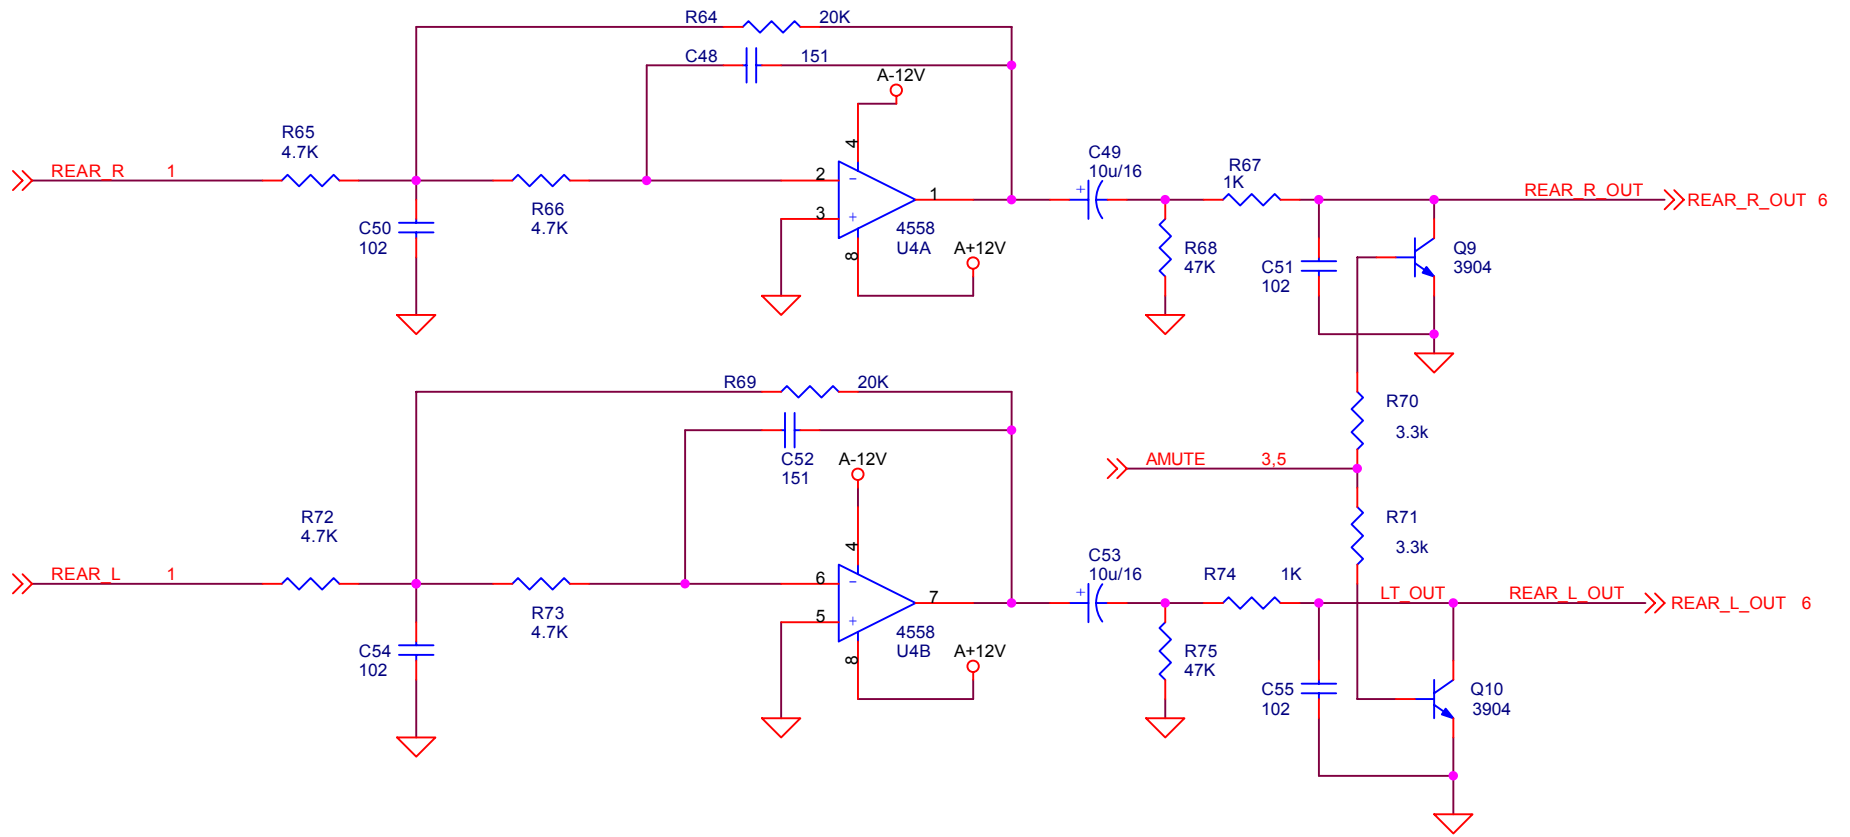 R64 20K
C48 151
A-12V
R65
4.7K
4
C49
10u/16
R67
1K
REAR_R 1
2
-
1
REAR_R_OUT
REAR_R_OUT 6
R66
4.7K
3
+
C50
102
4558
U4A
8
A+12V
R68
47K
C51
102
Q9
3904
+
R69 20K
C52
151
A-12V
R70
3.3k
AMUTE 3,5
R72
4.7K
4
R71
3.3k
C53
10u/16
R74 1K
REAR_L 1
6
-
7
+
LT_OUT
REAR_L_OUT
REAR_L_OUT 6
R73
4.7K
5
+
C54
102
4558
U4B
8
A+12V
R75
47K
C55
102
Q10
3904